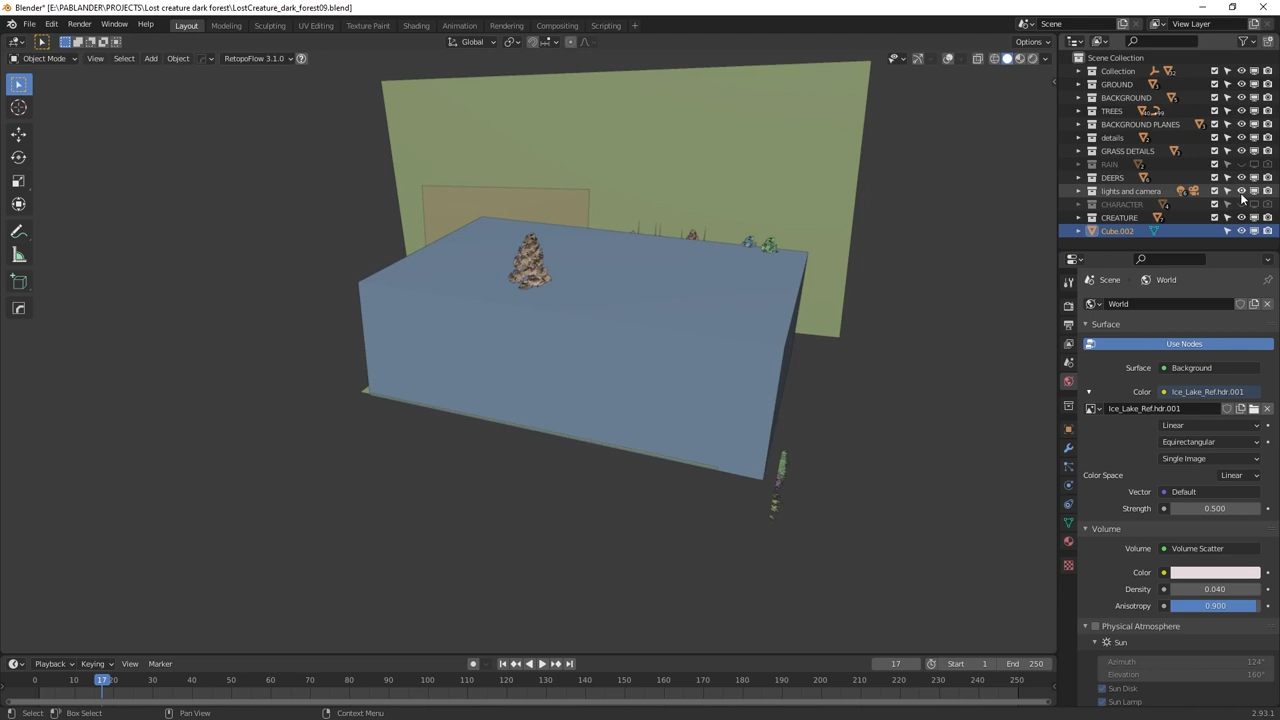 Blender* [E:\PABLANDER\PROJECTS\Lost creature dark forest\LostCreature_dark_forest09.blend]
File Edit Render Window Help Layout Modeling Sculpting UV Editing Texture Paint Shading Animation Rendering Compositing Scripting + Scene View Layer
Global Options
Object Mode View Select Add Object RetopoFlow 3.1.0
Scene Collection
Collection
GROUND
BACKGROUND
TREES
BACKGROUND PLANES
details
GRASS DETAILS
RAIN
DEERS
lights and camera
CHARACTER
CREATURE
Cube.002
Scene > World
World
Surface
Use Nodes
Surface Background
Color Ice_Lake_Ref.hdr.001
Ice_Lake_Ref.hdr.001
Linear
Equirectangular
Single Image
Color Space Linear
Vector Default
Strength 0.500
Volume
Volume Volume Scatter
Color
Density 0.040
Anisotropy 0.900
Physical Atmosphere
Sun
Azimuth 124°
Elevation 160°
Sun Disk
Sun Lamp
Playback Keying View Marker 17 Start 1 End 250
0 10 17 20 30 40 50 60 70 80 90 100 110 120 130 140 150 160 170 180 190 200 210 220 230 240 250
Select Box Select Pan View Context Menu 2.93.1